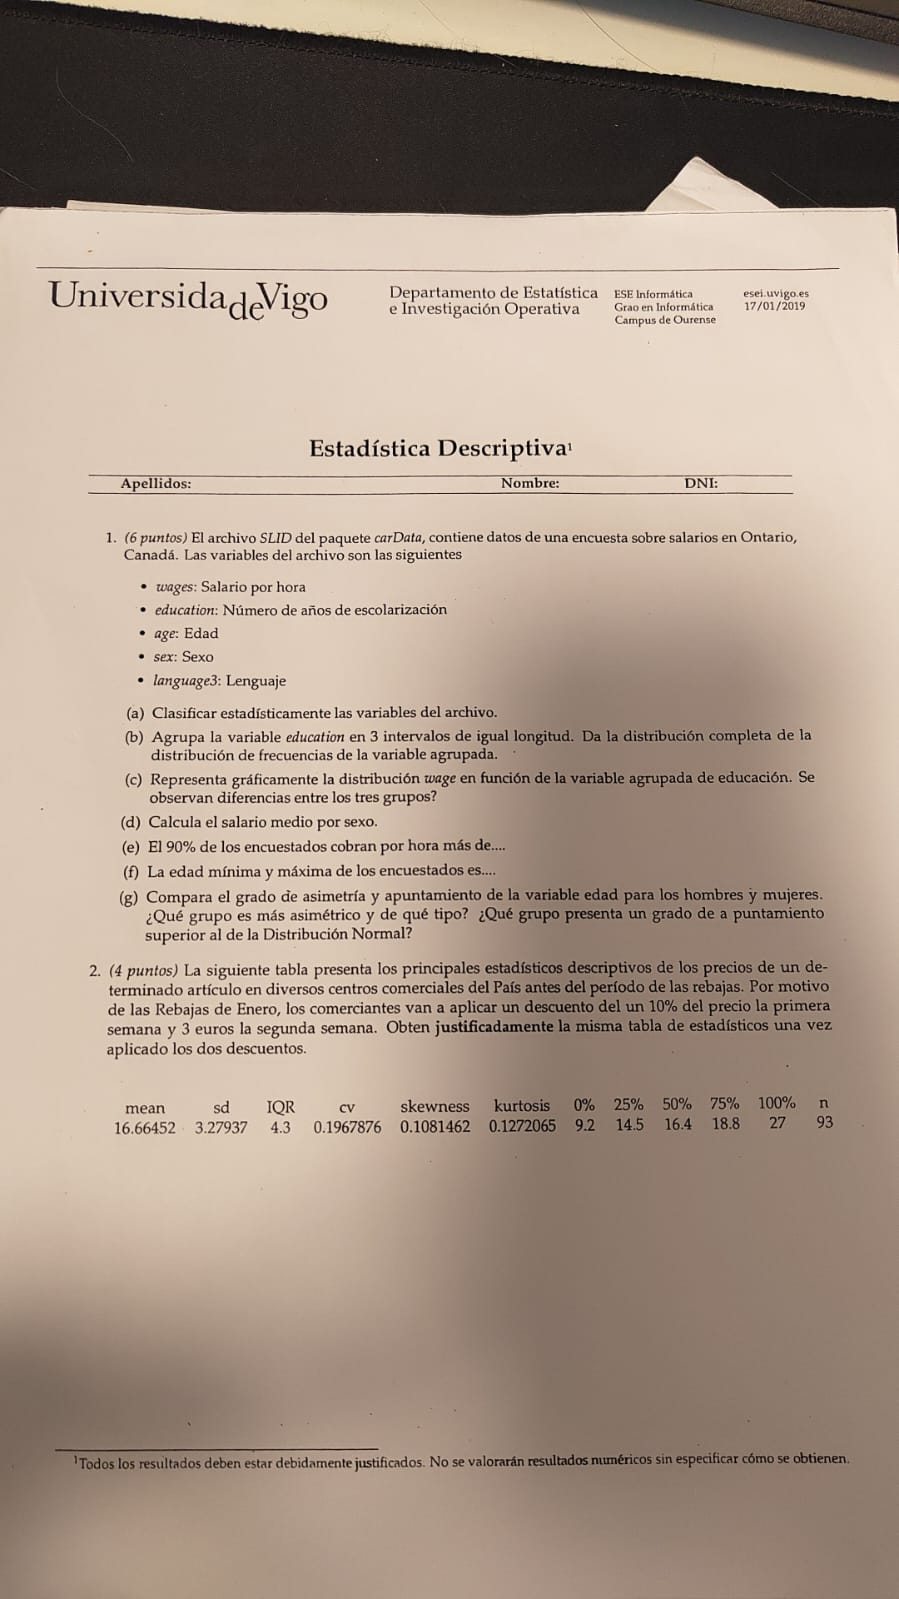 UniversidadeVigo
Departamento de Estatística
e Investigación Operativa
ESE Informática
Grao en Informática
Campus de Ourense
esei.uvigo.es
17/01/2019
Estadística Descriptiva¹
Apellidos: Nombre: DNI:
1. (6 puntos) El archivo SLID del paquete carData, contiene datos de una encuesta sobre salarios en Ontario,
Canadá. Las variables del archivo son las siguientes
• wages: Salario por hora
• education: Número de años de escolarización
• age: Edad
• sex: Sexo
• language3: Lenguaje
(a) Clasificar estadísticamente las variables del archivo.
(b) Agrupa la variable education en 3 intervalos de igual longitud. Da la distribución completa de la
distribución de frecuencias de la variable agrupada.
(c) Representa gráficamente la distribución wage en función de la variable agrupada de educación. Se
observan diferencias entre los tres grupos?
(d) Calcula el salario medio por sexo.
(e) El 90% de los encuestados cobran por hora más de....
(f) La edad mínima y máxima de los encuestados es....
(g) Compara el grado de asimetría y apuntamiento de la variable edad para los hombres y mujeres.
¿Qué grupo es más asimétrico y de qué tipo? ¿Qué grupo presenta un grado de a puntamiento
superior al de la Distribución Normal?
2. (4 puntos) La siguiente tabla presenta los principales estadísticos descriptivos de los precios de un de-
terminado artículo en diversos centros comerciales del País antes del período de las rebajas. Por motivo
de las Rebajas de Enero, los comerciantes van a aplicar un descuento del un 10% del precio la primera
semana y 3 euros la segunda semana. Obten justificadamente la misma tabla de estadísticos una vez
aplicado los dos descuentos.
mean sd IQR cv skewness kurtosis 0% 25% 50% 75% 100% n
16.66452 3.27937 4.3 0.1967876 0.1081462 0.1272065 9.2 14.5 16.4 18.8 27 93
¹Todos los resultados deben estar debidamente justificados. No se valorarán resultados numéricos sin especificar cómo se obtienen.